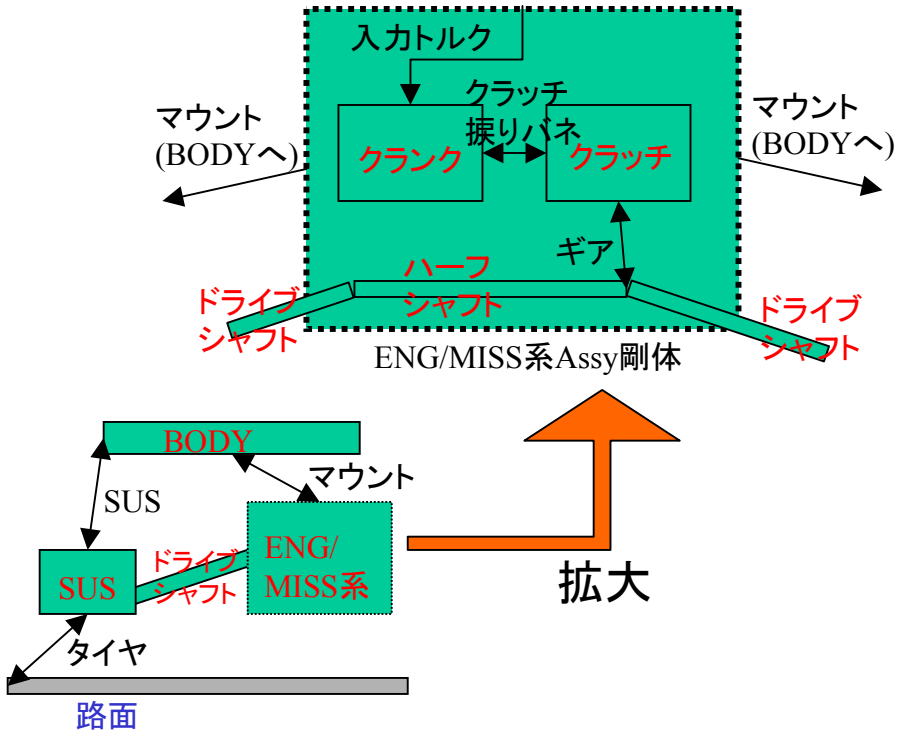 入力トルク
クラッチ
捩りバネ
マウント
(BODYへ)
マウント
(BODYへ)
クランク
クラッチ
ギア
ハーフ
シャフト
ドライブ
シャフト
ドライブ
シャフト
ENG/MISS系Assy剛体
BODY
マウント
SUS
ドライブ
シャフト
ENG/
MISS系
SUS
拡大
タイヤ
路面